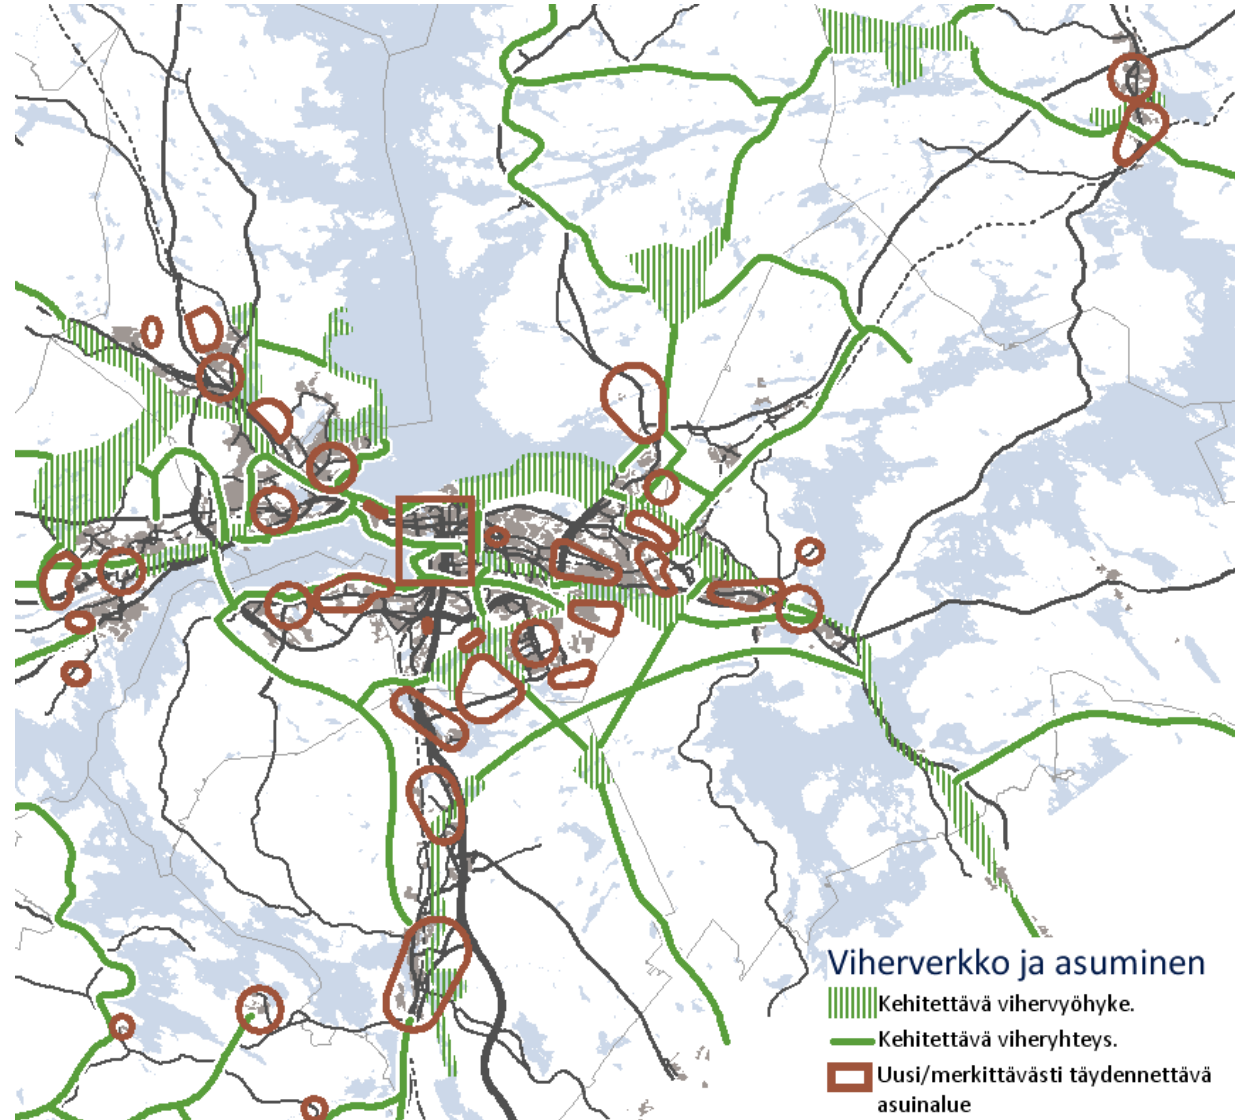 Viherverkko ja asuminen
Kehitettävä vihervyöhyke.
Kehitettävä viheryhteys.
Uusi/merkittävästi täydennettävä
asuinalue